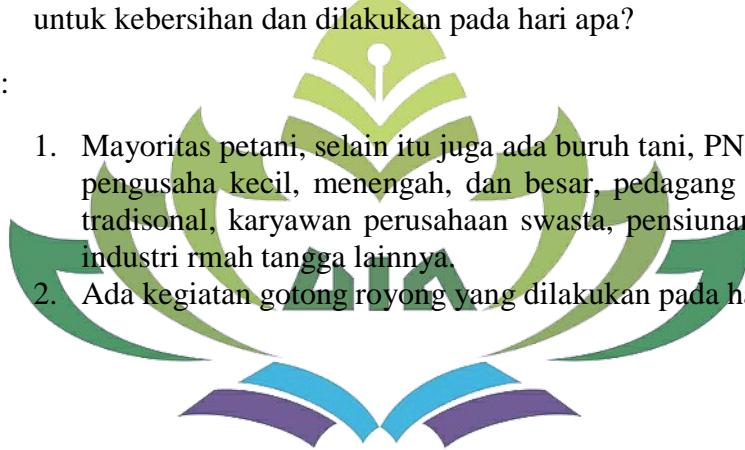 untuk kebersihan dan dilakukan pada hari apa?
:
1. Mayoritas petani, selain itu juga ada buruh tani, PN
pengusaha kecil, menengah, dan besar, pedagang
tradisonal, karyawan perusahaan swasta, pensiunan
industri rmah tangga lainnya.
2. Ada kegiatan gotong royong yang dilakukan pada ha